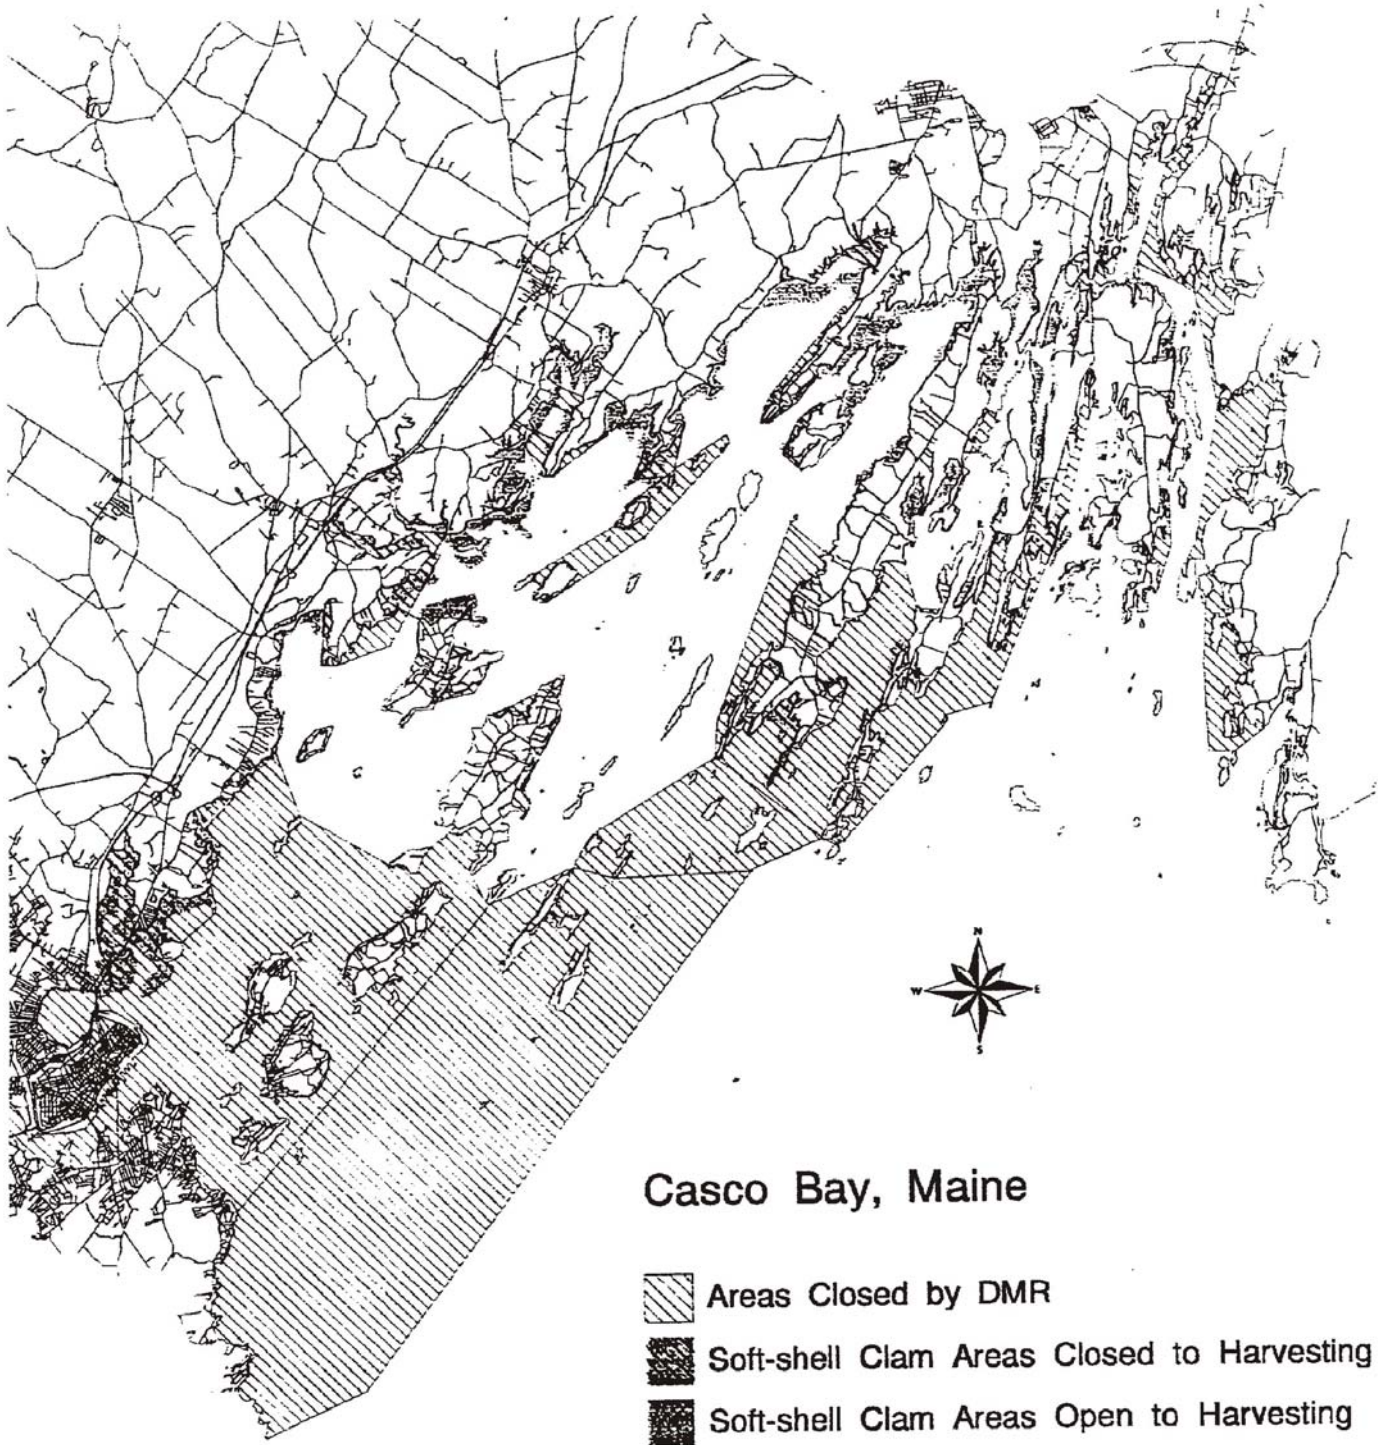 N
W E
S
Casco Bay, Maine
Areas Closed by DMR
Soft-shell Clam Areas Closed to Harvesting
Soft-shell Clam Areas Open to Harvesting